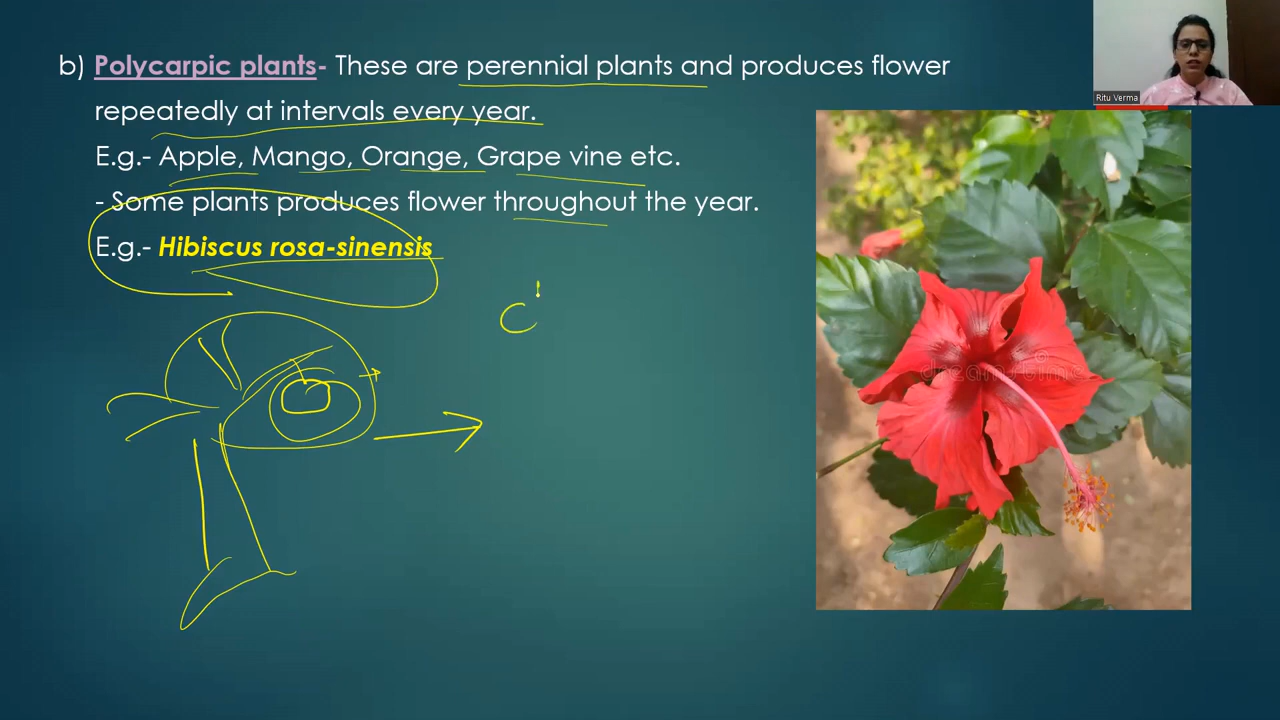 b) Polycarpic plants- These are perennial plants and produces flower
repeatedly at intervals every year.
E.g.- Apple, Mango, Orange, Grape vine etc.
- Some plants produces flower throughout the year.
E.g.- Hibiscus rosa-sinensis
Ritu Verma
dreamstime